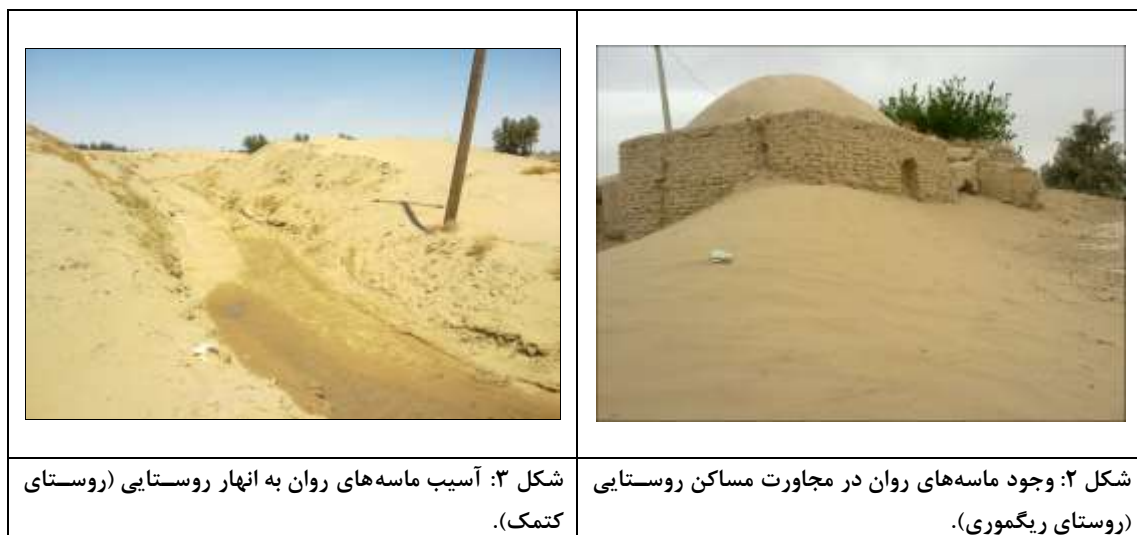 شکل ۲: وجود ماسه‌های روان در مجاورت مساکن روستایی
(روستای ریگموری).
شکل ۳: آسیب ماسه‌های روان به انهار روستایی (روستای
کتمک).